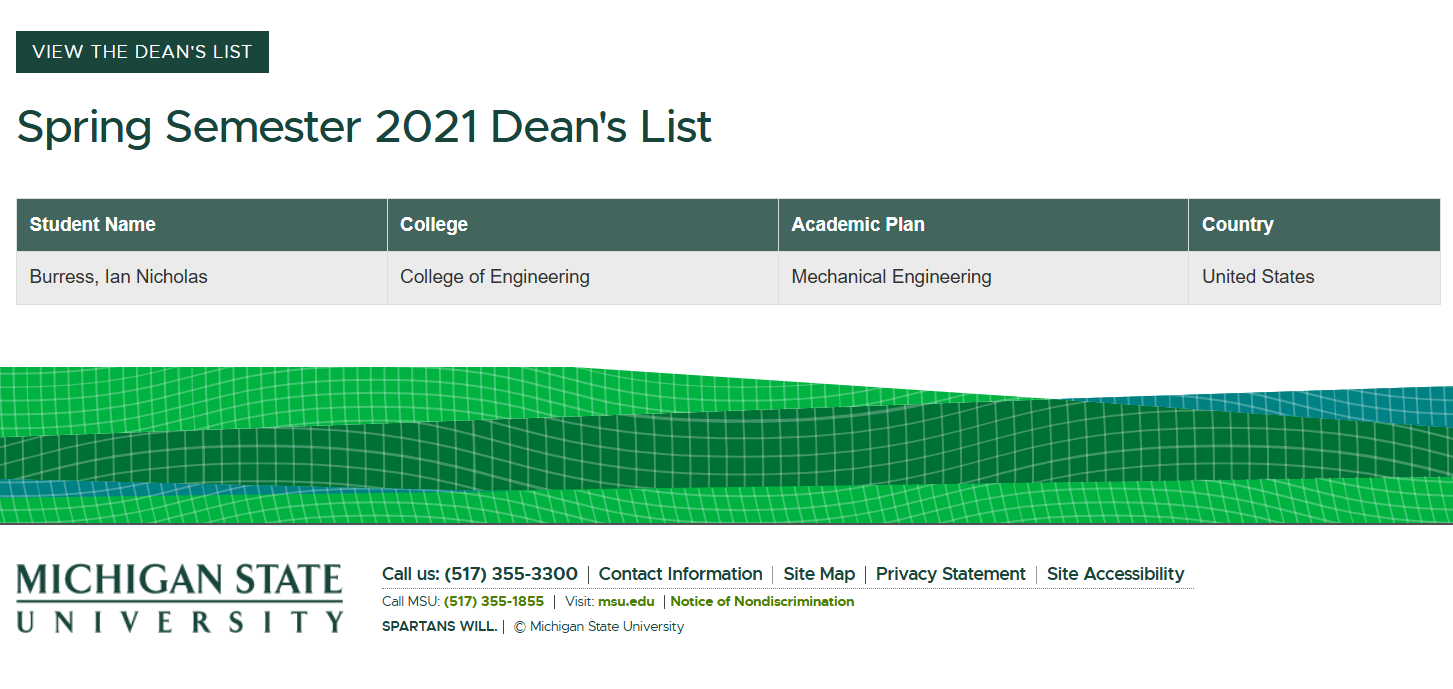 VIEW THE DEAN'S LIST
Spring Semester 2021 Dean's List
Student Name College Academic Plan Country
Burress, Ian Nicholas College of Engineering Mechanical Engineering United States
MICHIGAN STATE
UNIVERSITY
Call us: (517) 355-3300 | Contact Information | Site Map | Privacy Statement | Site Accessibility
Call MSU: (517) 355-1855 | Visit: msu.edu | Notice of Nondiscrimination
SPARTANS WILL. | © Michigan State University